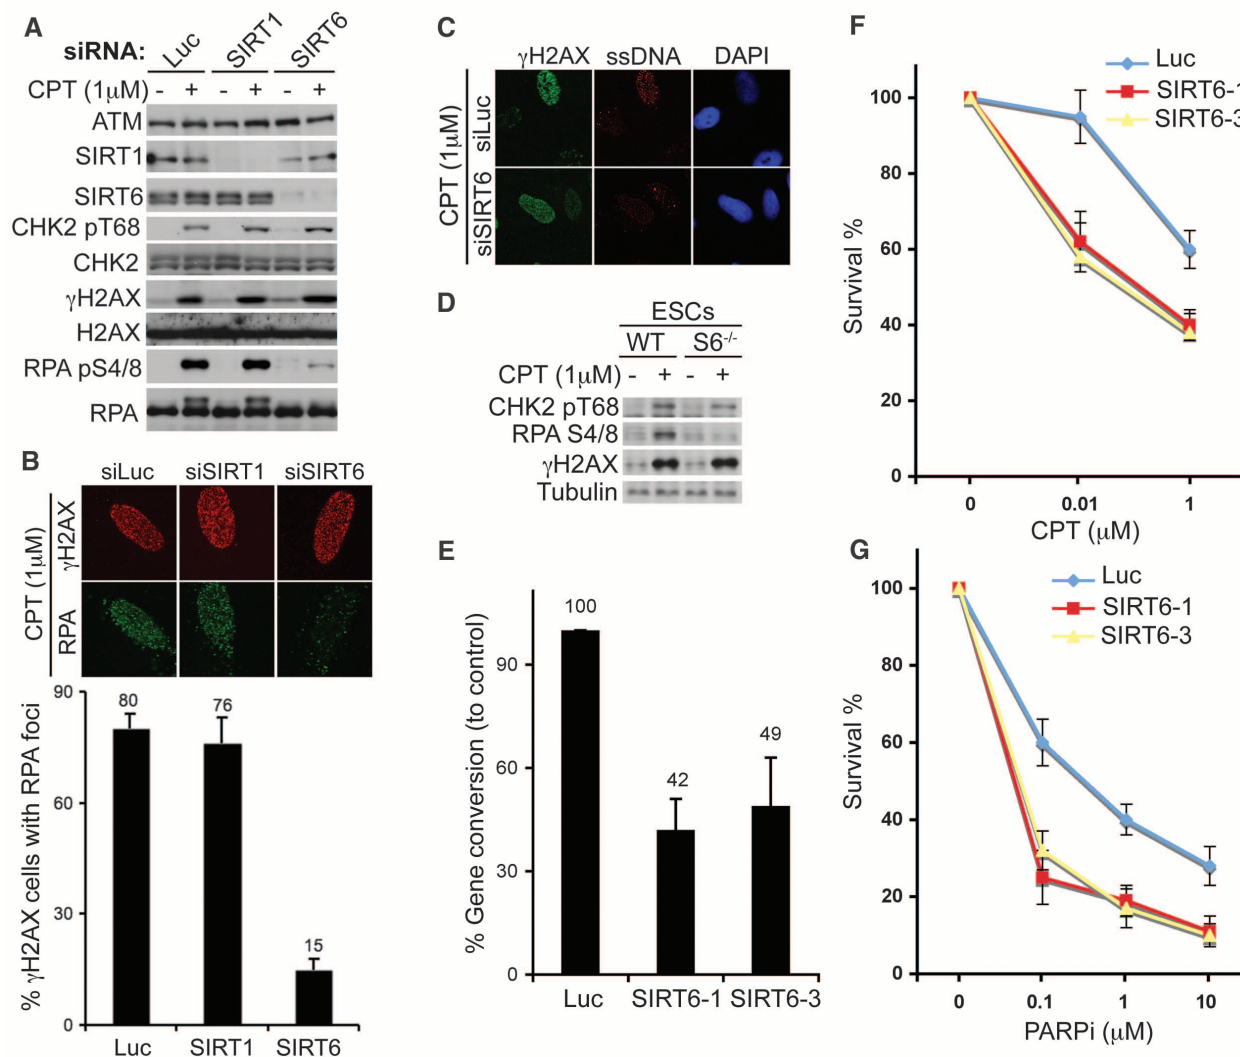 A
siRNA: Luc SIRT1 SIRT6
CPT (1μM) - + - + - +
ATM
SIRT1
SIRT6
CHK2 pT68
CHK2
γH2AX
H2AX
RPA pS4/8
RPA
B
siLuc siSIRT1 siSIRT6
CPT (1μM)
γH2AX
RPA
% γH2AX cells with RPA foci
90
60
30
0
80
76
15
Luc SIRT1 SIRT6
C
γH2AX ssDNA DAPI
CPT (1μM)
siLuc
siSIRT6
D
ESCs
WT S6-/-
CPT (1μM) - + - +
CHK2 pT68
RPA S4/8
γH2AX
Tubulin
E
% Gene conversion (to control)
90
60
30
0
100
42
49
Luc SIRT6-1 SIRT6-3
F
Luc
SIRT6-1
SIRT6-3
Survival %
100
80
60
40
20
0
0 0.01 1
CPT (μM)
G
Luc
SIRT6-1
SIRT6-3
Survival %
100
80
60
40
20
0
0 0.1 1 10
PARPi (μM)